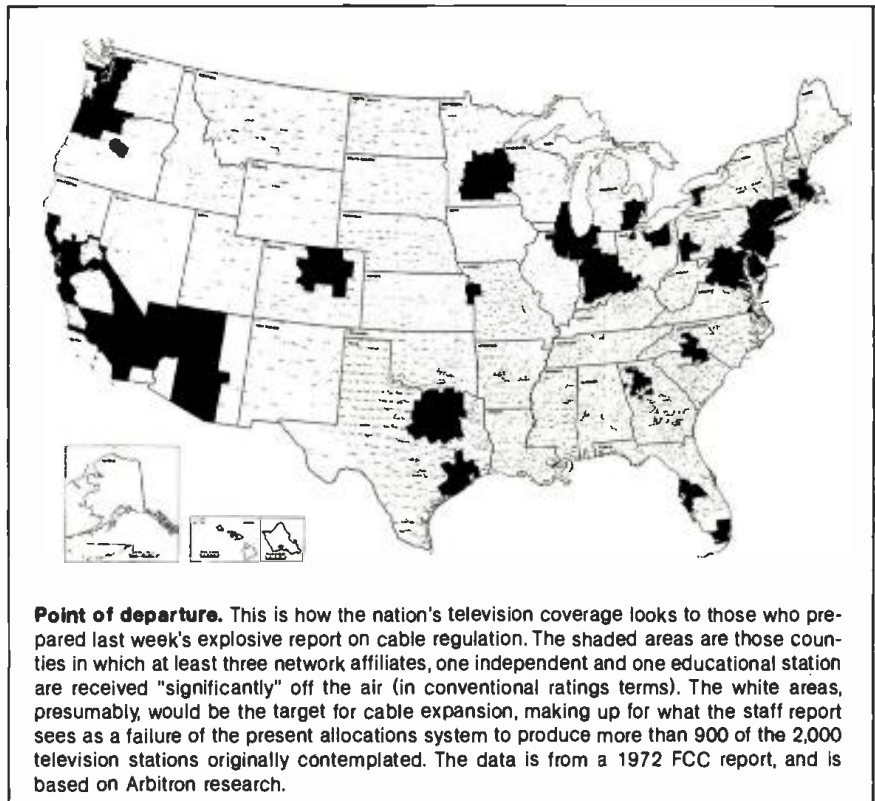 Point of departure. This is how the nation's television coverage looks to those who pre-
pared last week's explosive report on cable regulation. The shaded areas are those coun-
ties in which at least three network affiliates, one independent and one educational station
are received "significantly" off the air (in conventional ratings terms). The white areas,
presumably, would be the target for cable expansion, making up for what the staff report
sees as a failure of the present allocations system to produce more than 900 of the 2,000
television stations originally contemplated. The data is from a 1972 FCC report, and is
based on Arbitron research.